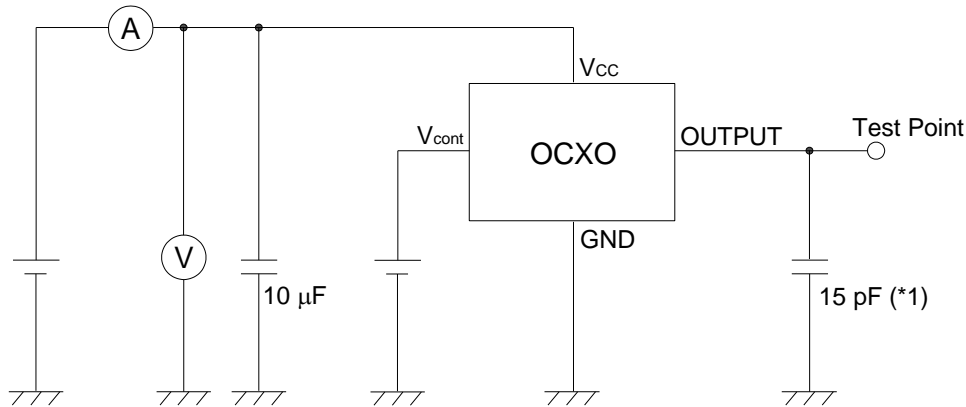 A
VCC
Test Point
Vcont
OUTPUT
OCXO
GND
V
10 μF
15 pF (*1)